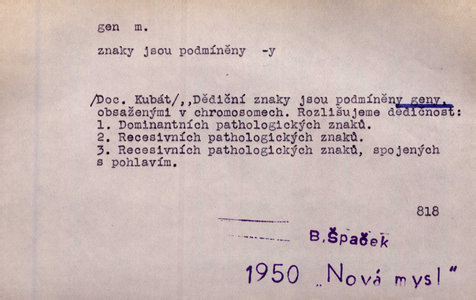 gen m.
znaky jsou podmíněny -y
/Doc. Kubát/,,Dědiční znaky jsou podmíněny geny,
obsaženými v chromosomech. Rozlišujeme dědičnost:
1. Dominantních pathologických znaků.
2. Recesivních pathologických znaků.
3. Recesivních pathologických znaků, spojených
s pohlavím.
818
B. Špaček
1950 „Nová mysl"